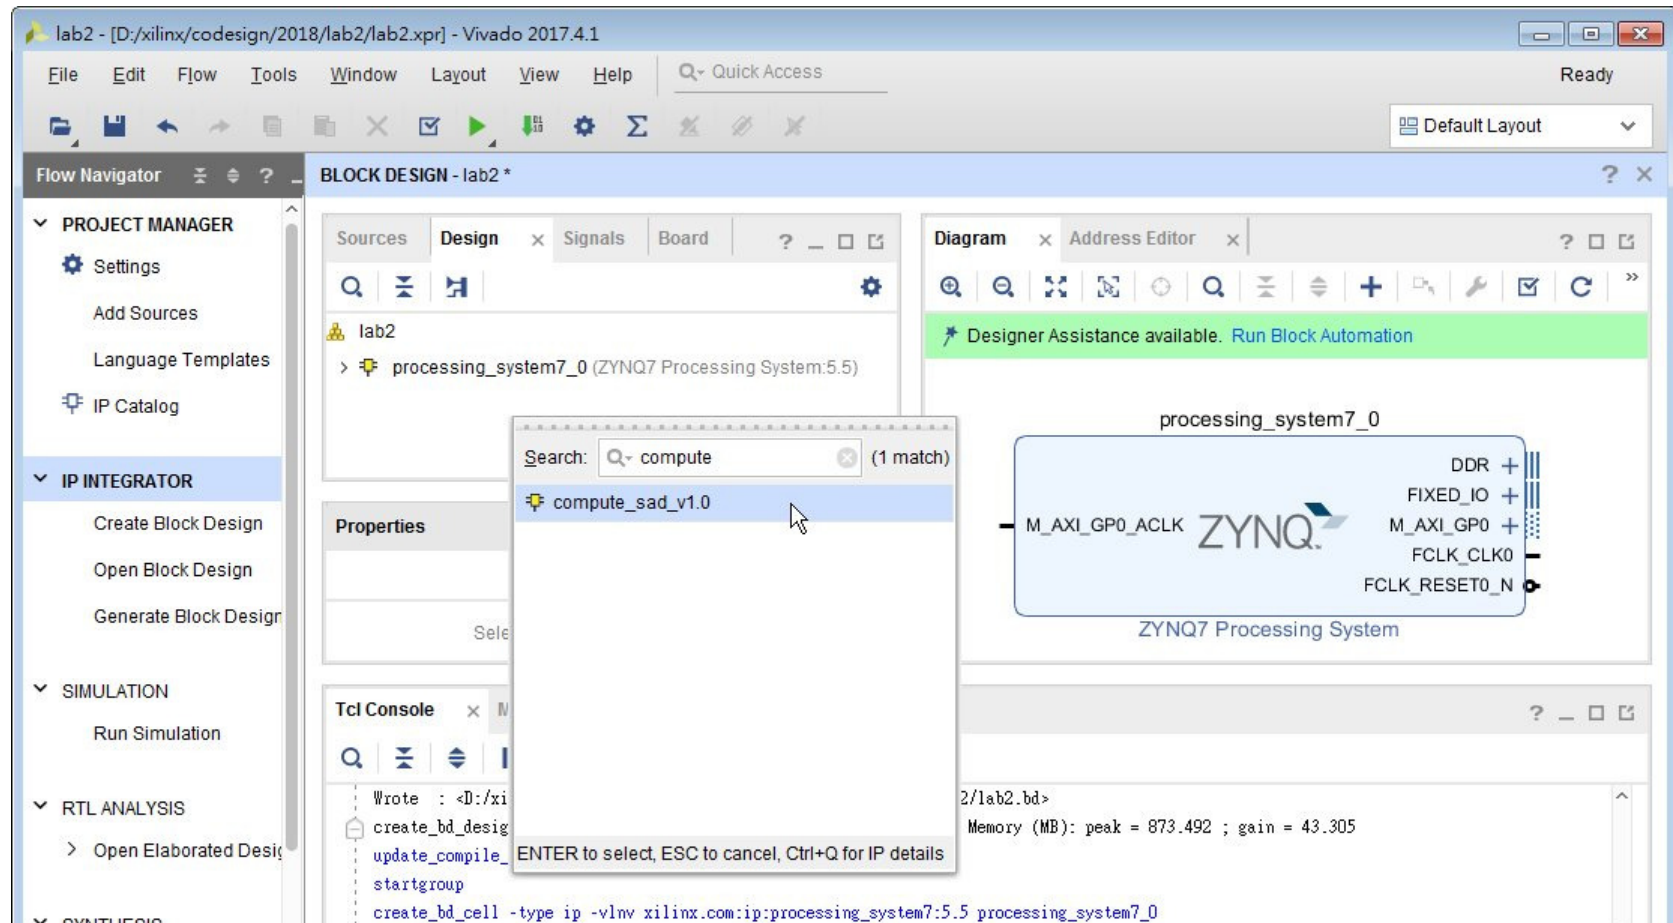 lab2 - [D:/xilinx/codesign/2018/lab2/lab2.xpr] - Vivado 2017.4.1
File Edit Flow Tools Window Layout View Help Quick Access Ready
Default Layout
Flow Navigator ? _
BLOCK DESIGN - lab2 * ?
PROJECT MANAGER
Settings
Add Sources
Language Templates
IP Catalog
IP INTEGRATOR
Create Block Design
Open Block Design
Generate Block Design
SIMULATION
Run Simulation
RTL ANALYSIS
Open Elaborated
Sources Design Signals Board ?
lab2
processing_system7_0 (ZYNQ7 Processing System:5.5)
Properties
Search: compute (1 match)
compute_sad_v1.0
ENTER to select, ESC to cancel, Ctrl+Q for IP details
Diagram Address Editor ?
Designer Assistance available. Run Block Automation
processing_system7_0
DDR
FIXED_IO
M_AXI_GP0_ACLK ZYNQ M_AXI_GP0
FCLK_CLK0
FCLK_RESET0_N
ZYNQ7 Processing System
Tcl Console ?
Wrote : <D:/xi 2/lab2.bd>
create_bd_desig Memory (MB): peak = 873.492 ; gain = 43.305
update_compile_
startgroup
create_bd_cell -type ip -vlnv xilinx.com:ip:processing_system7:5.5 processing_system7_0